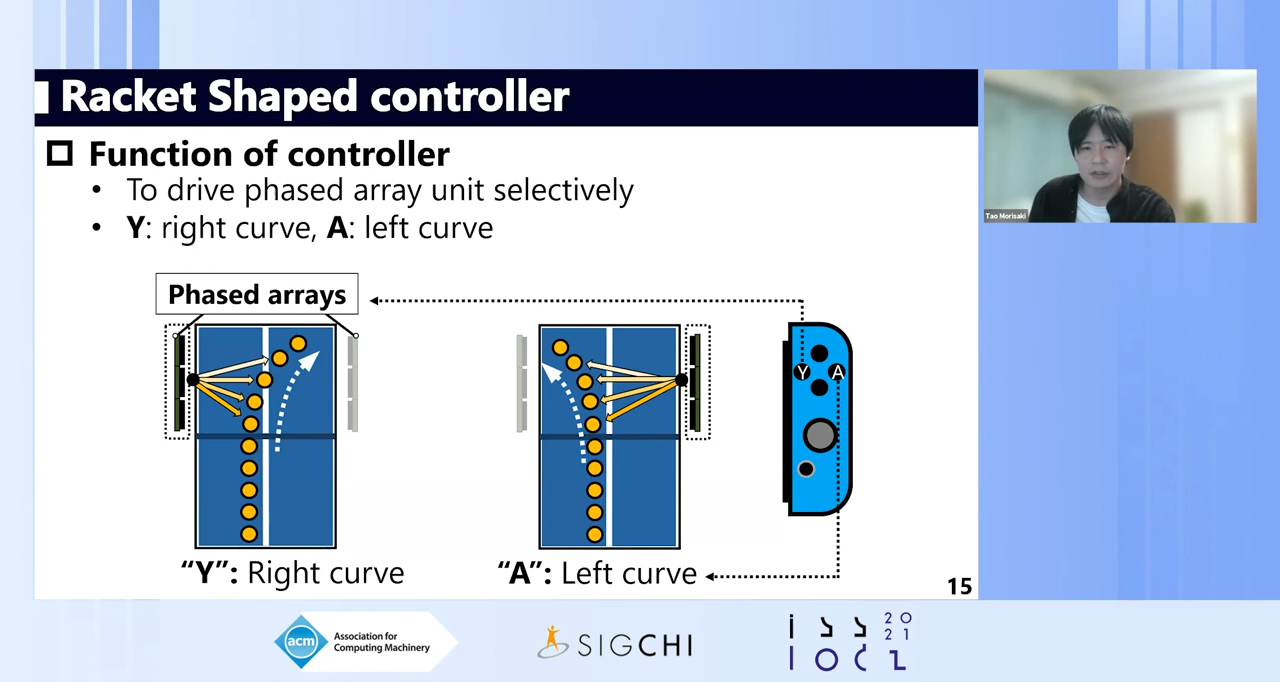 Racket Shaped controller
Function of controller
• To drive phased array unit selectively
• Y: right curve, A: left curve
Phased arrays
Y A
"Y": Right curve
"A": Left curve
15
Tao Morisaki
acm
Association for
Computing Machinery
SIGCHI
iss
20
21